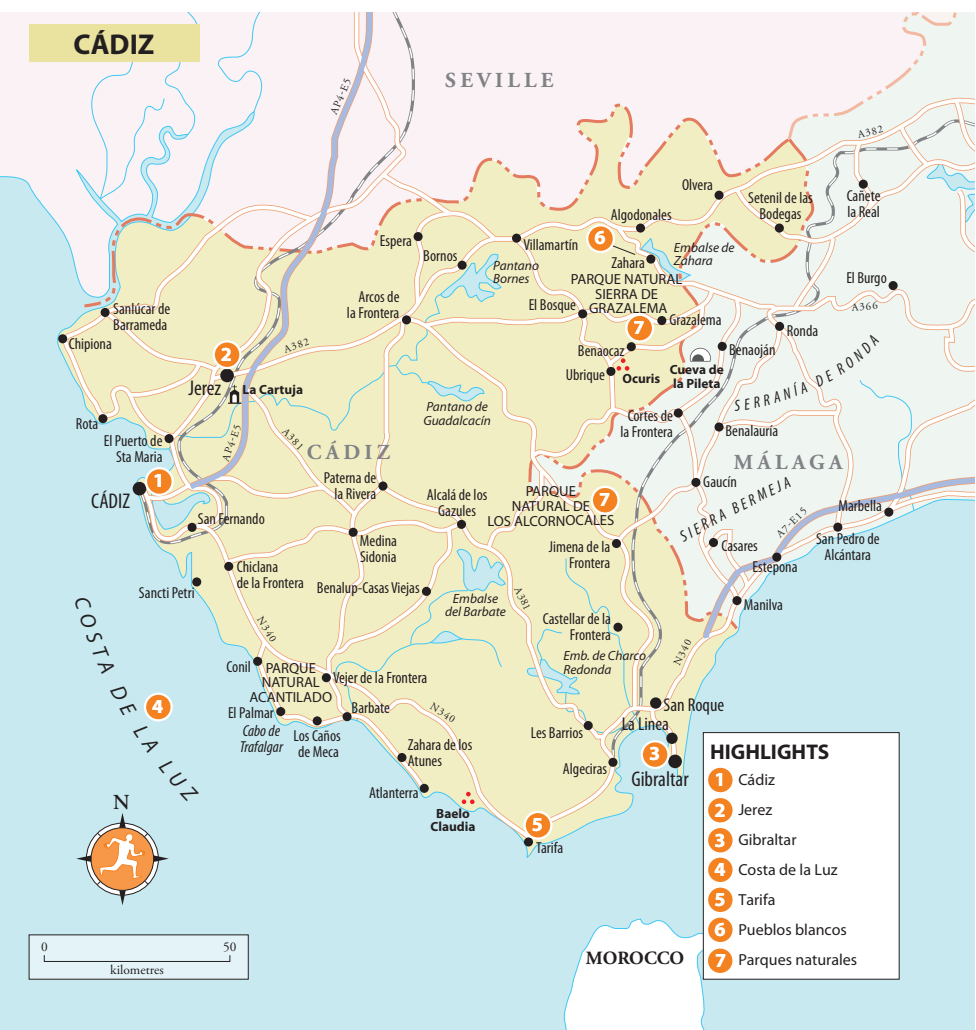 CÁDIZ
SEVILLE
AP4-E5
A382
Olvera
Setenil de las
Bodegas
Cañete
la Real
Algodonales
6
Espera
Villamartín
Bornos
Zahara
Embalse de
Zahara
Pantano
Bornes
PARQUE NATURAL
SIERRA DE
GRAZALEMA
El Burgo
A366
Arcos de
la Frontera
El Bosque
Grazalema
7
Sanlúcar de
Barrameda
Chipiona
Ronda
A382
2
Benaocaz
Benaoján
Jerez
La Cartuja
Ubrique
Ocuris
Cueva de
la Pileta
SERRANÍA DE RONDA
Rota
Pantano de
Guadalcacín
Cortes de
la Frontera
Benalauría
El Puerto de
Sta Maria
AP4-E5
A381
CÁDIZ
MÁLAGA
1
CÁDIZ
Paterna de
la Rivera
Alcalá de los
Gazules
PARQUE
NATURAL DE
LOS ALCORNOCALES
7
Gaucín
SIERRA BERMEJA
Marbella
A7-E15
San Fernando
Medina
Sidonia
Jimena de la
Frontera
Casares
San Pedro de
Alcántara
Estepona
Chiclana
de la Frontera
Sancti Petri
Benalup-Casas Viejas
Embalse
del Barbate
A381
Manilva
Castellar de la
Frontera
N340
N340
Emb. de Charco
Redonda
COSTA DE LA LUZ
4
Conil
PARQUE
NATURAL
ACANTILADO
Vejer de la Frontera
El Palmar
Cabo de
Trafalgar
Los Caños
de Meca
Barbate
N340
San Roque
Les Barrios
La Linea
3
Gibraltar
Zahara de los
Atunes
Algeciras
Atlanterra
Baelo
Claudia
5
Tarifa
N
0
50
kilometres
MOROCCO
HIGHLIGHTS
1 Cádiz
2 Jerez
3 Gibraltar
4 Costa de la Luz
5 Tarifa
6 Pueblos blancos
7 Parques naturales